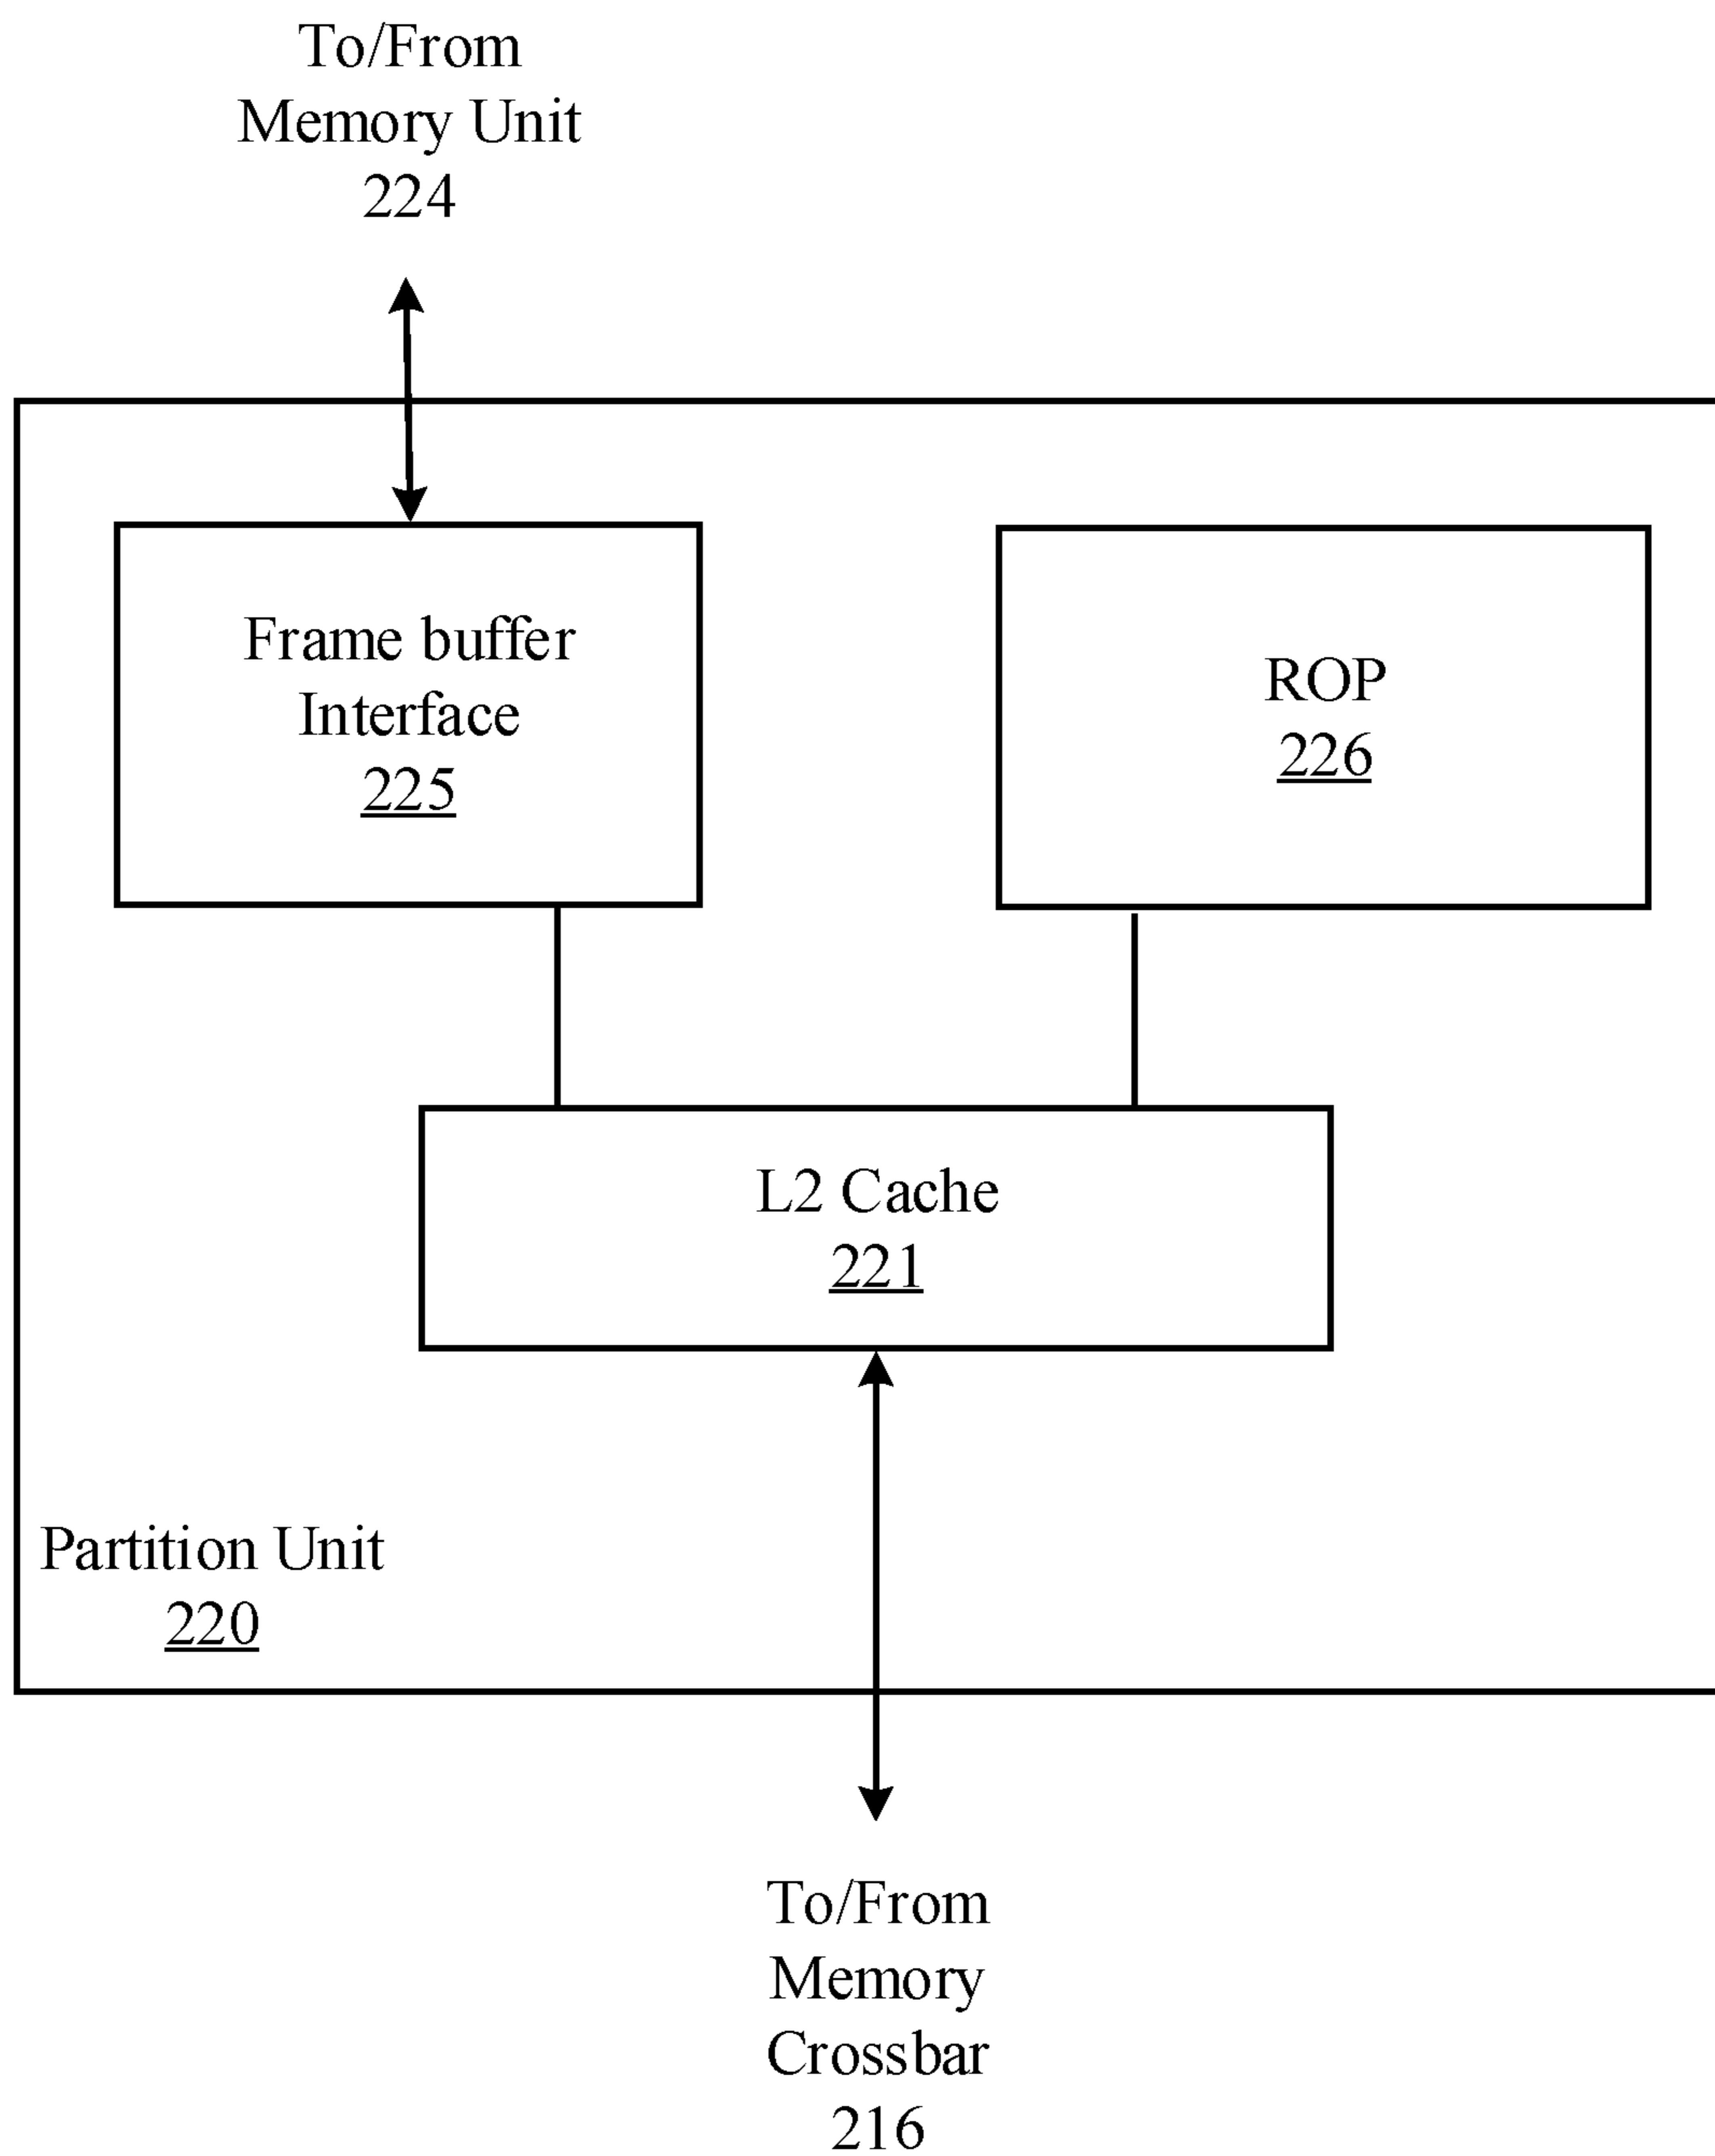 To/From
Memory Unit
224
Frame buffer
Interface
225
ROP
226
L2 Cache
221
Partition Unit
220
To/From
Memory
Crossbar
216